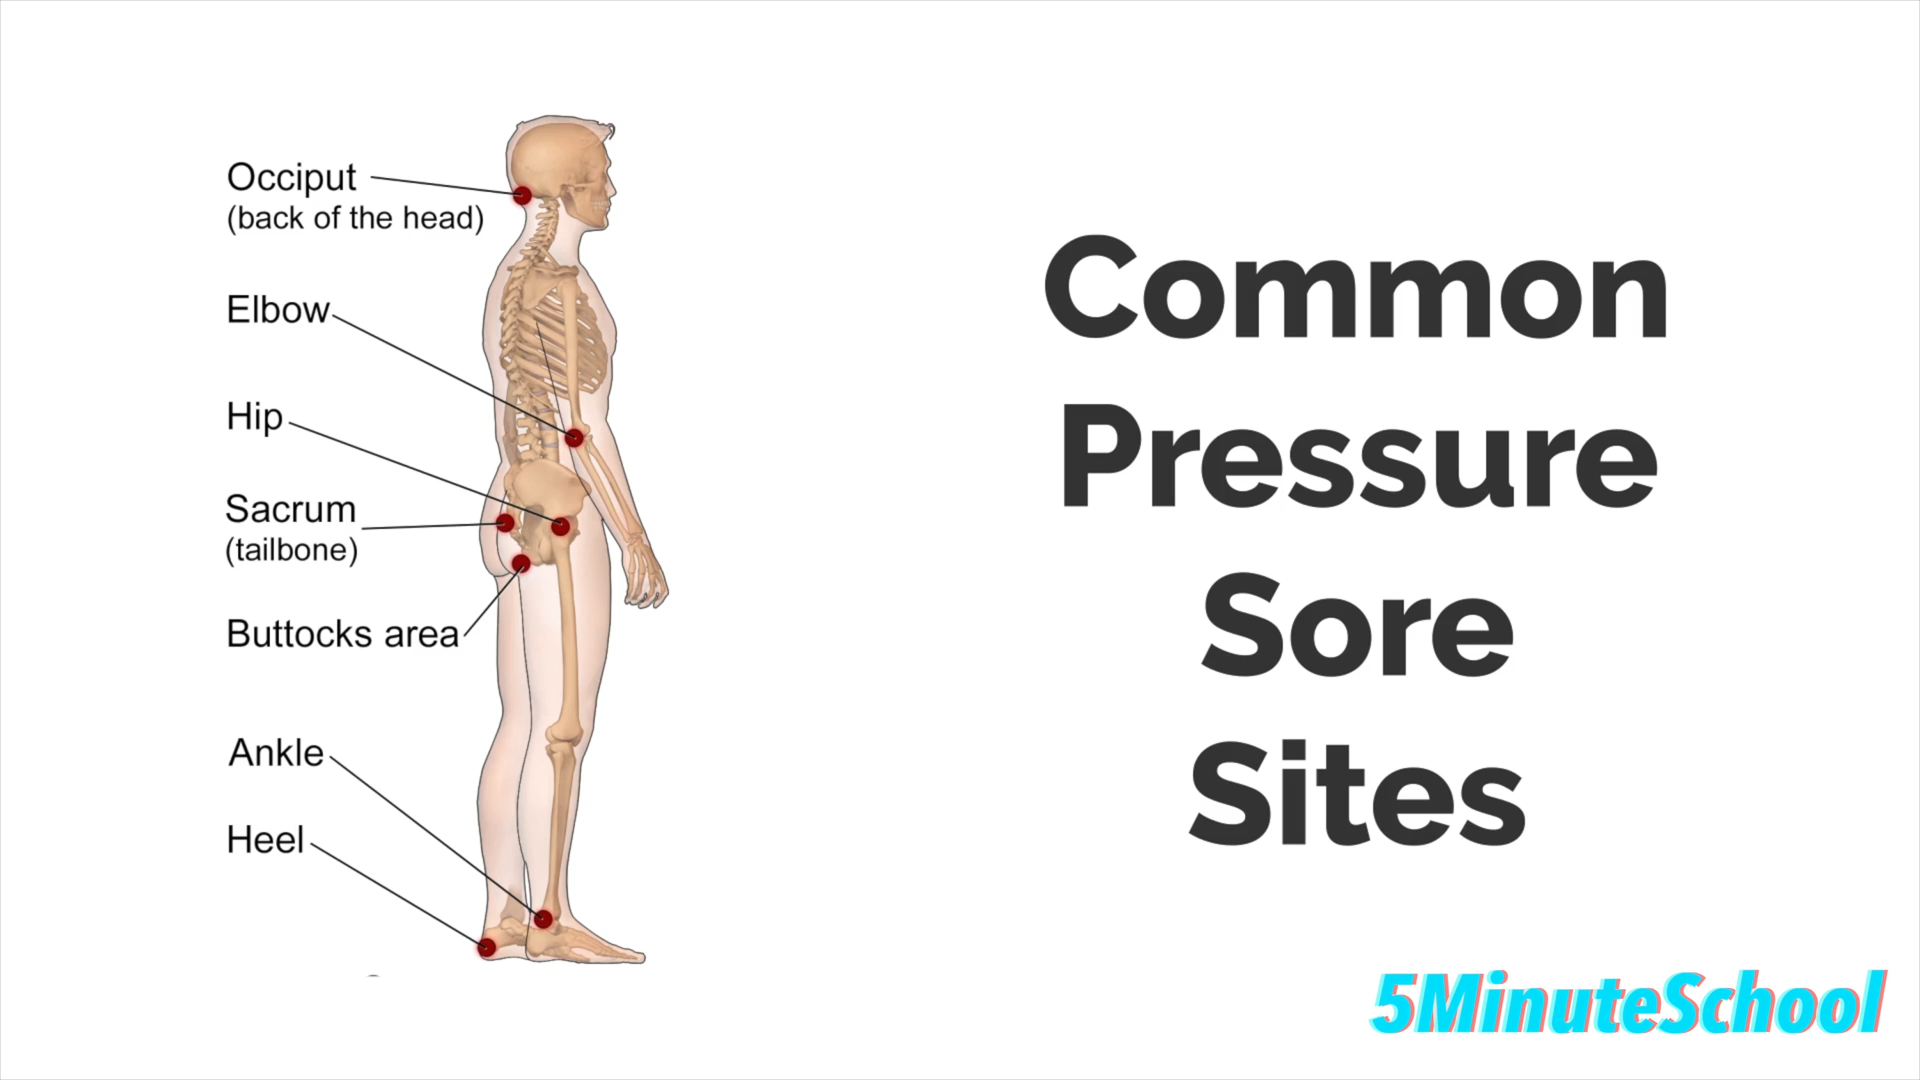 Occiput
(back of the head)
Elbow
Hip
Sacrum
(tailbone)
Buttocks area
Ankle
Heel
Common
Pressure
Sore
Sites
5MinuteSchool